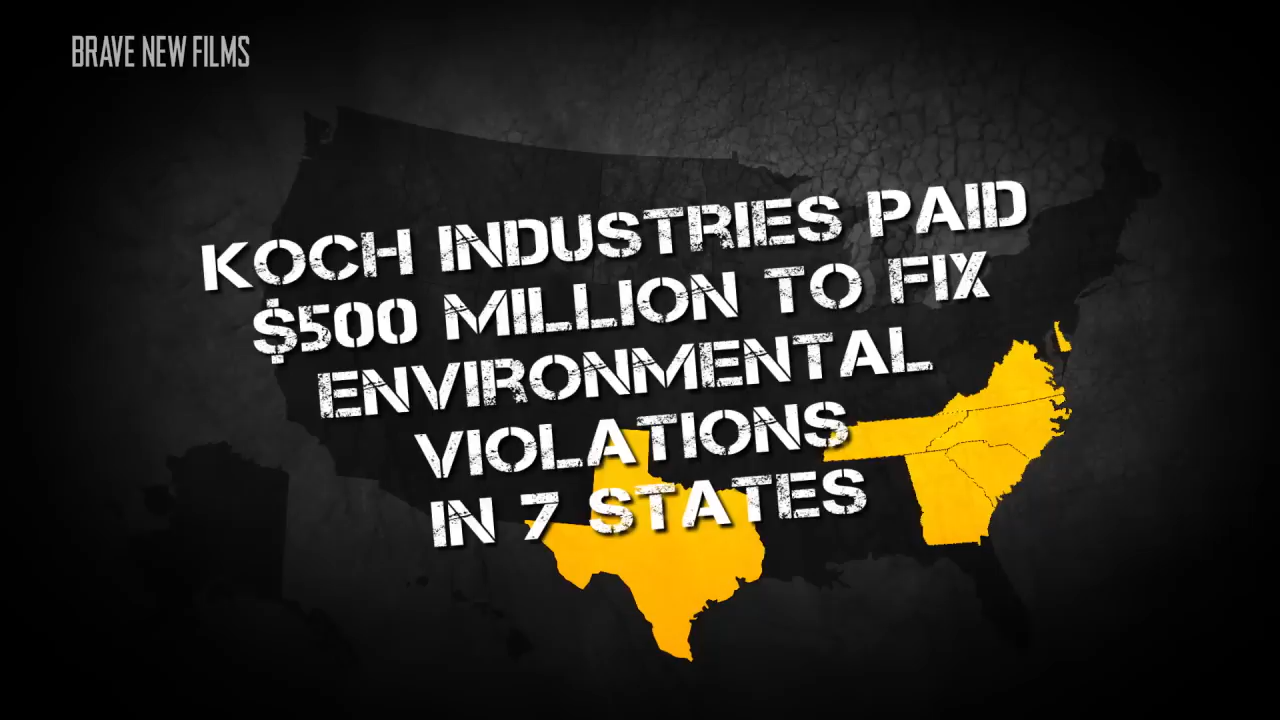 BRAVE NEW FILMS
KOCH INDUSTRIES PAID
$500 MILLION TO FIX
ENVIRONMENTAL
VIOLATIONS
IN 7 STATES